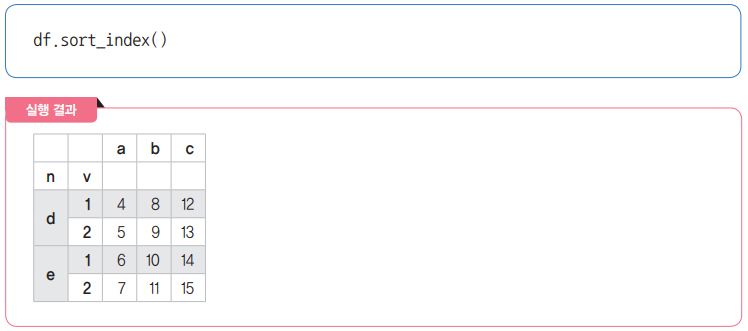 df.sort_index()
실행 결과
a b c
n v
d 1 4 8 12
2 5 9 13
e 1 6 10 14
2 7 11 15